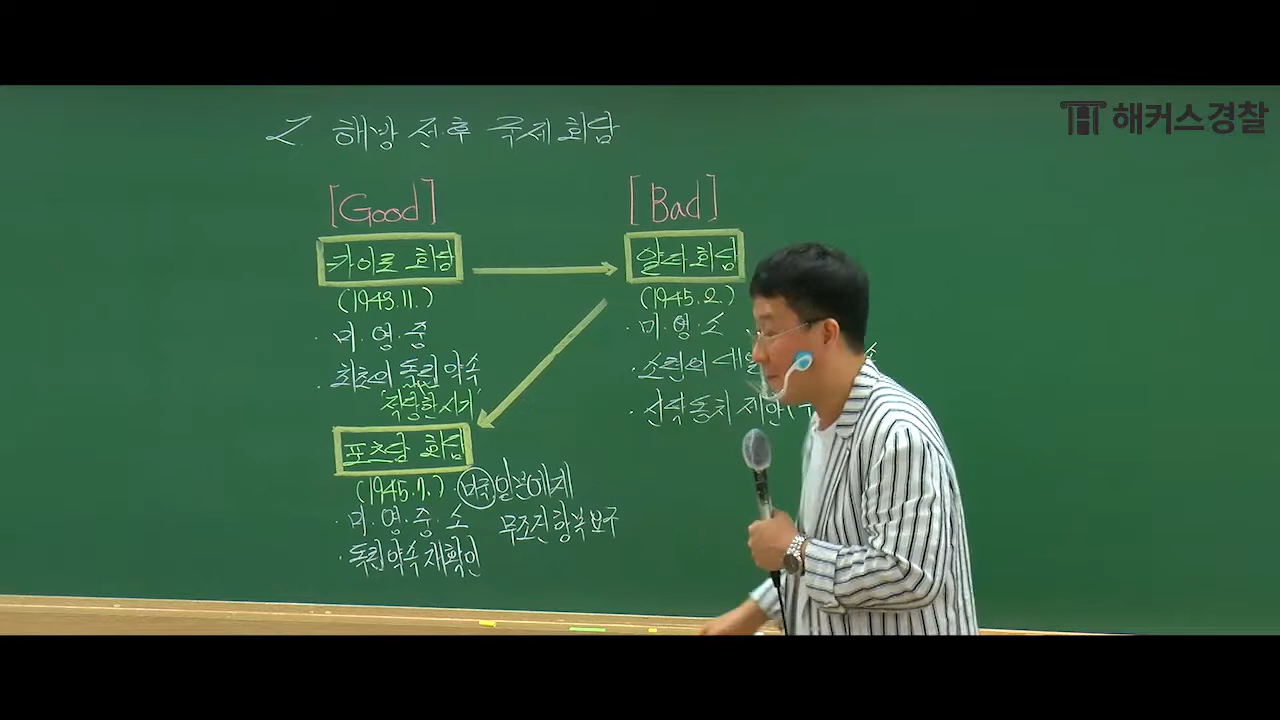 해커스경찰
2. 해방 전후 국제회담
[Good]
카이로 회담
(1943.11.)
· 미·영·중
· 최초의 독립 약속
'적당한 시기'
포츠담 회담
(1945.7.)
· 미·영·중·소
· 독립약속 재확인
미국 일본에게
무조건 항복 요구
[Bad]
얄타 회담
(1945.2.)
· 미·영·소
· 소련의 대일
· 신탁통치 제안(